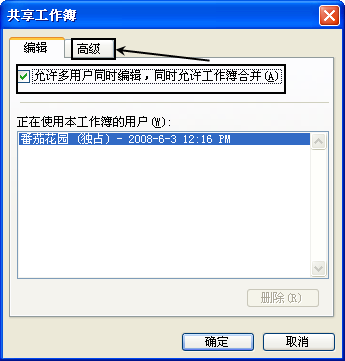 共享工作簿
编辑 高级
允许多用户同时编辑，同时允许工作簿合并(A)
正在使用本工作簿的用户(W):
番茄花园 (独占) - 2008-6-3 12:16 PM
删除(R)
确定 取消